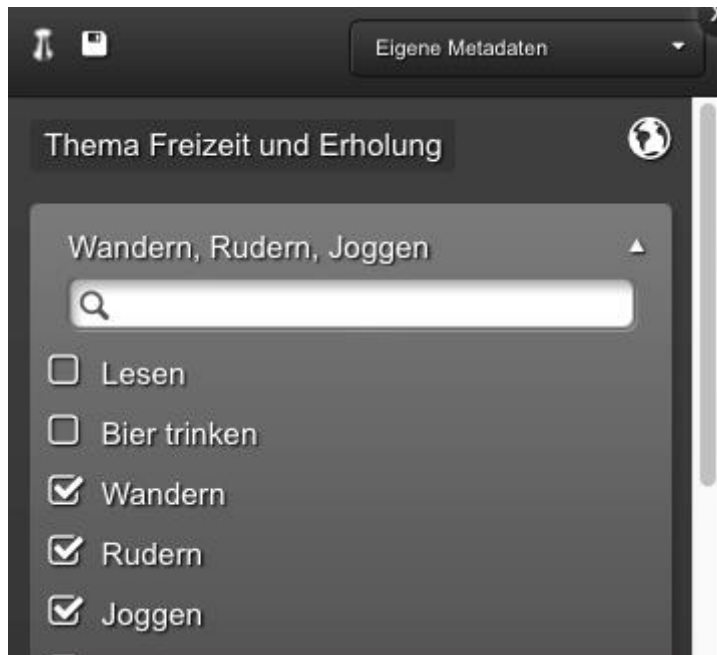 Eigene Metadaten
Thema Freizeit und Erholung
Wandern, Rudern, Joggen
Lesen
Bier trinken
Wandern
Rudern
Joggen